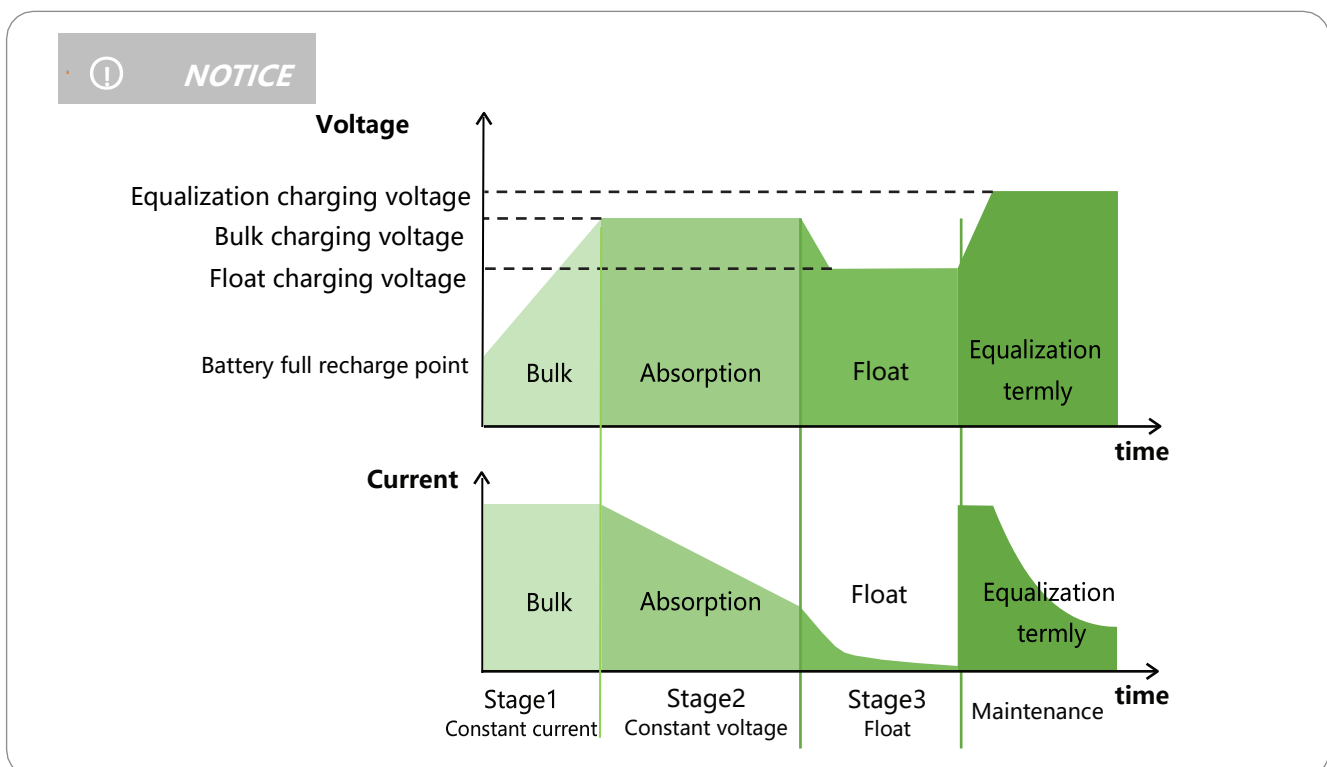 ! NOTICE
Voltage
Equalization charging voltage
Bulk charging voltage
Float charging voltage
Battery full recharge point
Bulk
Absorption
Float
Equalization
termly
time
Current
Bulk
Absorption
Float
Equalization
termly
time
Stage1
Constant current
Stage2
Constant voltage
Stage3
Float
Maintenance